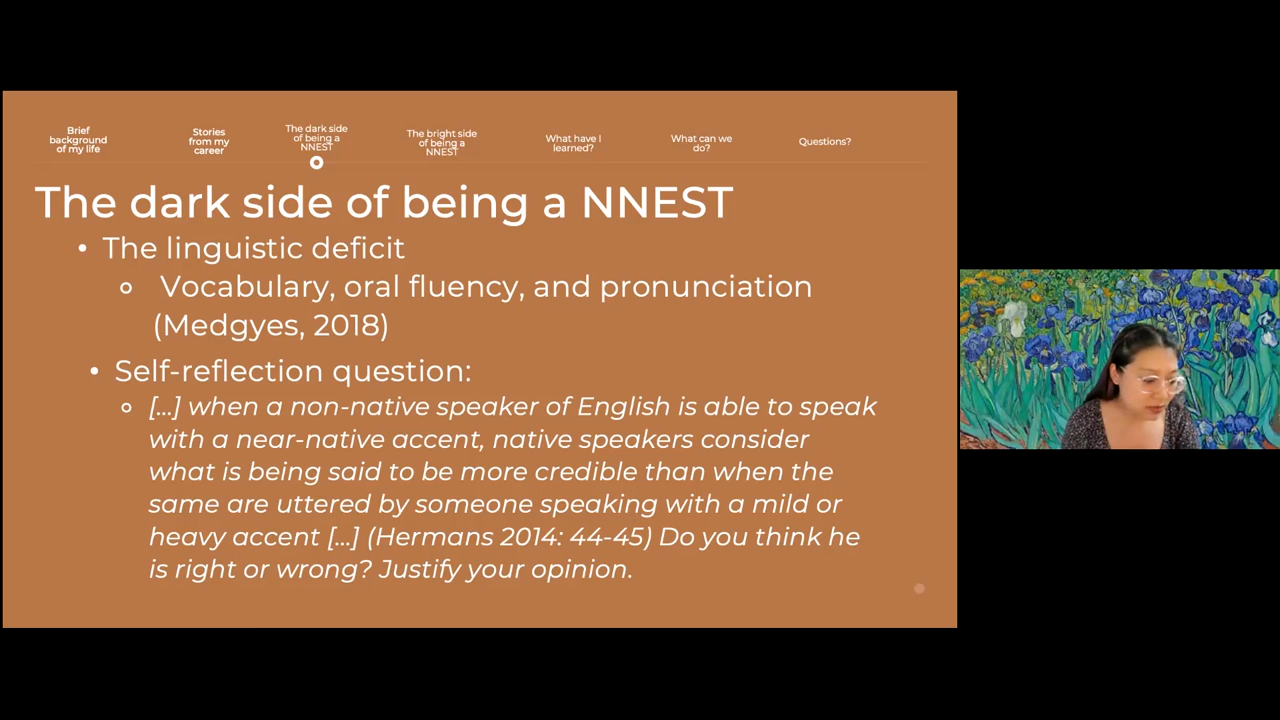 Brief
background
of my life
Stories
from my
career
The dark side
of being a
NNEST
The bright side
of being a
NNEST
What have I
learned?
What can we
do?
Questions?
The dark side of being a NNEST
• The linguistic deficit
Vocabulary, oral fluency, and pronunciation
(Medgyes, 2018)
• Self-reflection question:
[...] when a non-native speaker of English is able to speak
with a near-native accent, native speakers consider
what is being said to be more credible than when the
same are uttered by someone speaking with a mild or
heavy accent [...] (Hermans 2014: 44-45) Do you think he
is right or wrong? Justify your opinion.